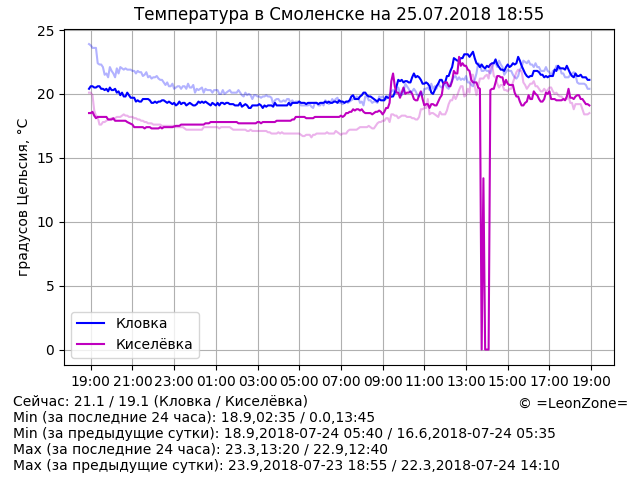 Температура в Смоленске на 25.07.2018 18:55
градусов Цельсия, °C
25
20
15
10
5
0
Кловка
Киселёвка
19:00 21:00 23:00 01:00 03:00 05:00 07:00 09:00 11:00 13:00 15:00 17:00 19:00
Сейчас: 21.1 / 19.1 (Кловка / Киселёвка)
© =LeonZone=
Min (за последние 24 часа): 18.9,02:35 / 0.0,13:45
Min (за предыдущие сутки): 18.9,2018-07-24 05:40 / 16.6,2018-07-24 05:35
Max (за последние 24 часа): 23.3,13:20 / 22.9,12:40
Max (за предыдущие сутки): 23.9,2018-07-23 18:55 / 22.3,2018-07-24 14:10